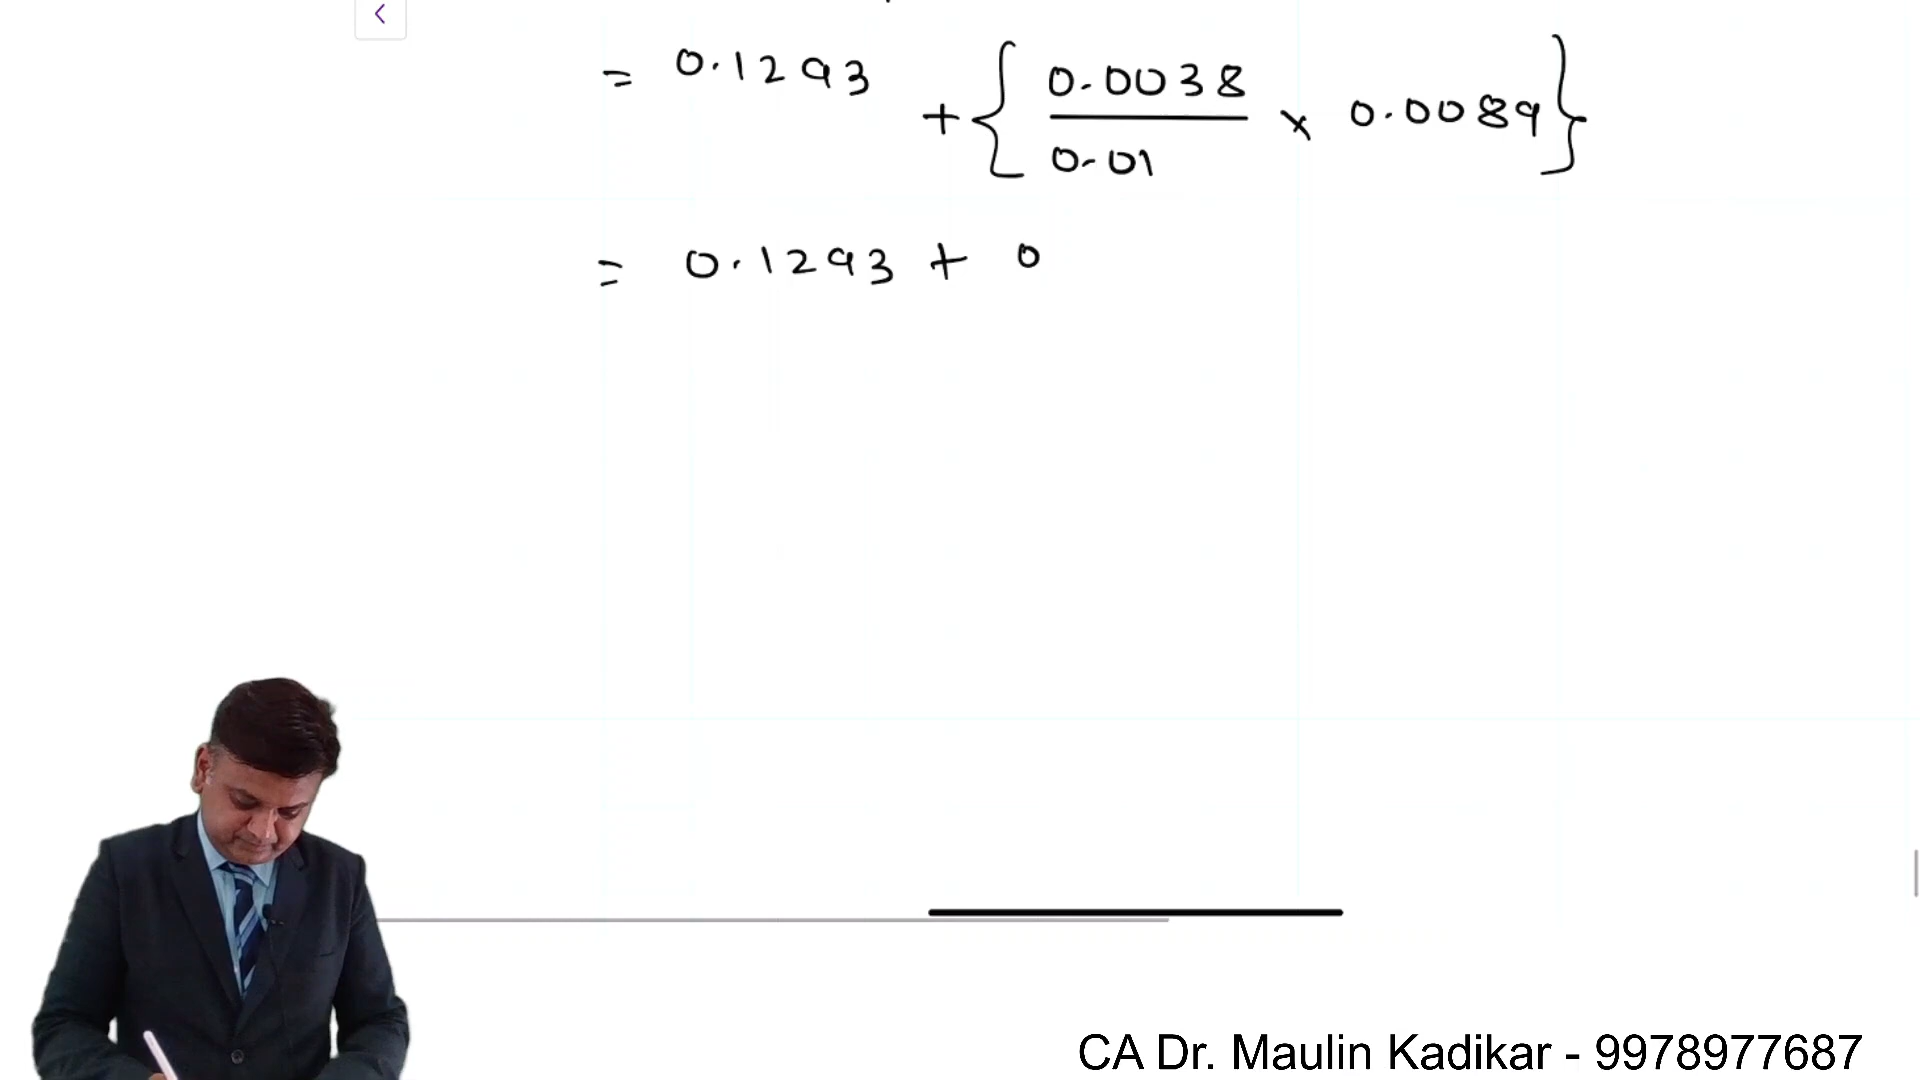 = 0.1293 + { 0.0038 / 0.01 × 0.0089 }
= 0.1293 + 0
CA Dr. Maulin Kadikar - 9978977687